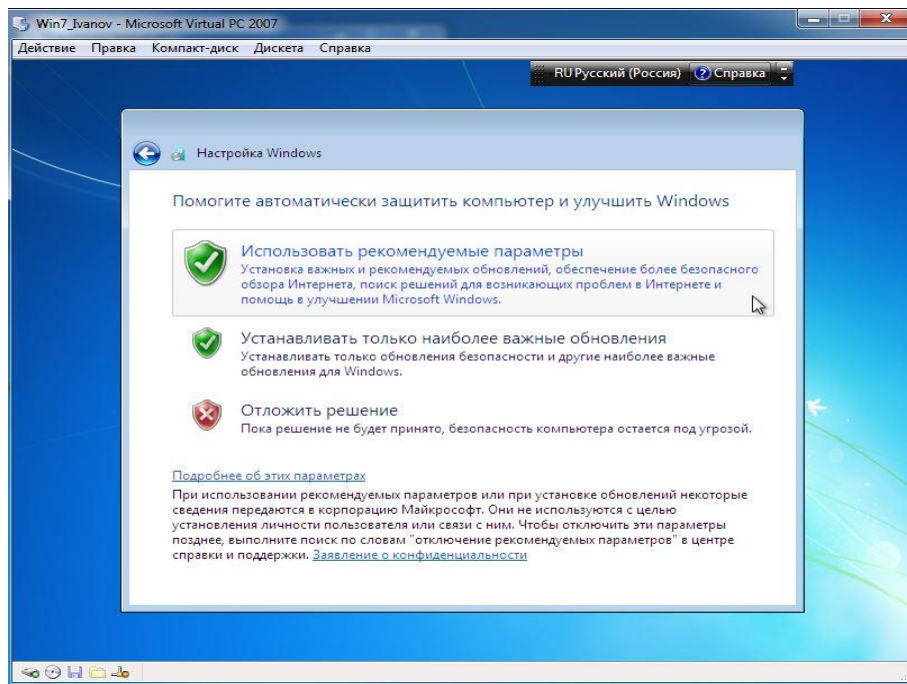 Win7_Ivanov - Microsoft Virtual PC 2007
Действие Правка Компакт-диск Дискета Справка
RU Русский (Россия) ? Справка
Настройка Windows
Помогите автоматически защитить компьютер и улучшить Windows
Использовать рекомендуемые параметры
Установка важных и рекомендуемых обновлений, обеспечение более безопасного
обзора Интернета, поиск решений для возникающих проблем в Интернете и
помощь в улучшении Microsoft Windows.
Устанавливать только наиболее важные обновления
Устанавливать только обновления безопасности и другие наиболее важные
обновления для Windows.
Отложить решение
Пока решение не будет принято, безопасность компьютера остается под угрозой.
Подробнее об этих параметрах
При использовании рекомендуемых параметров или при установке обновлений некоторые
сведения передаются в корпорацию Майкрософт. Они не используются с целью
установления личности пользователя или связи с ним. Чтобы отключить эти параметры
позднее, выполните поиск по словам "отключение рекомендуемых параметров" в центре
справки и поддержки. Заявление о конфиденциальности